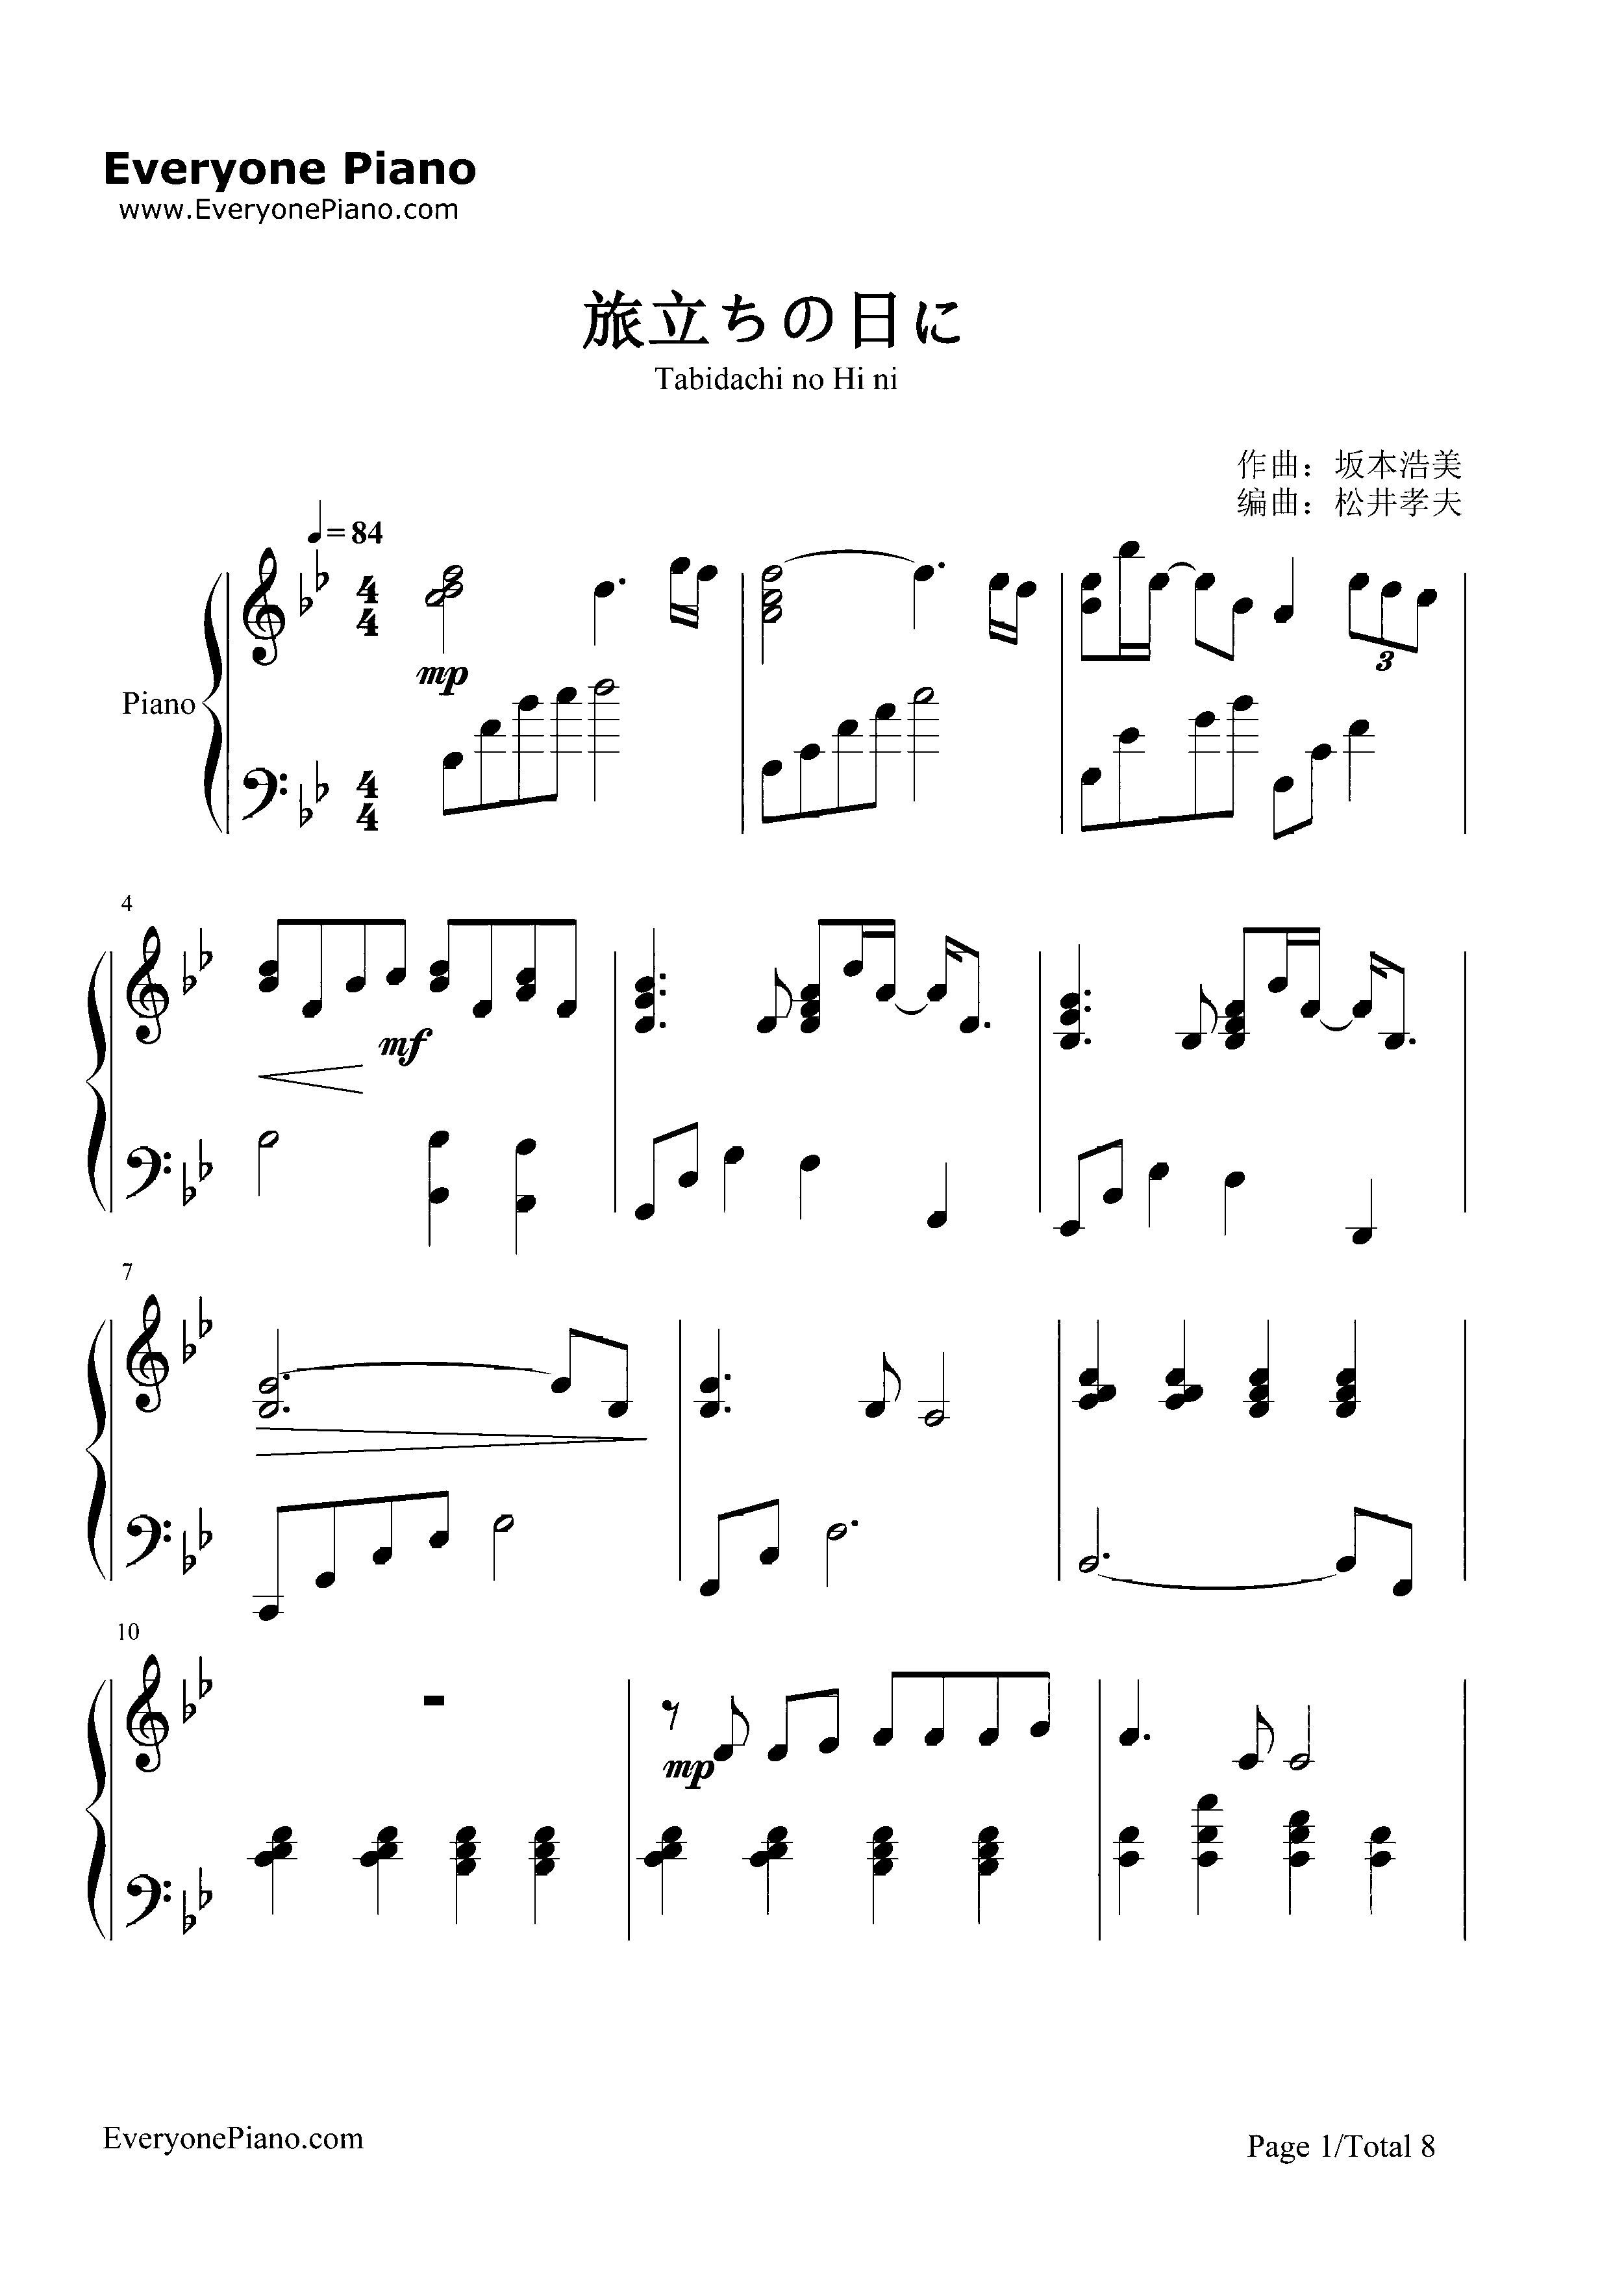 Everyone Piano
www.EveryonePiano.com
旅立ちの日に
Tabidachi no Hi ni
作曲：坂本浩美
编曲：松井孝夫
= 84
4
4
mp
3
Piano
4
4
4
mf
7
10
mp
EveryonePiano.com
Page 1/Total 8